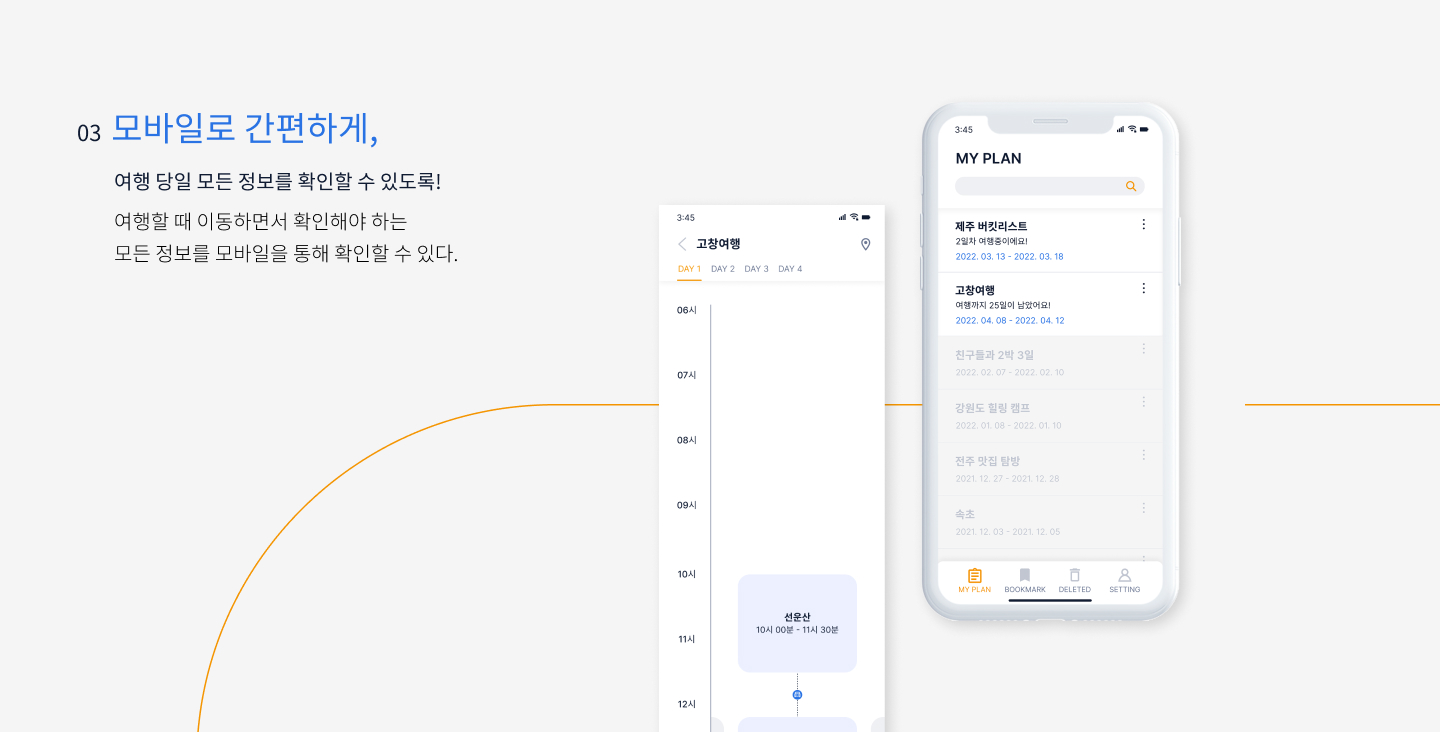 03 모바일로 간편하게,
여행 당일 모든 정보를 확인할 수 있도록!
여행할 때 이동하면서 확인해야 하는
모든 정보를 모바일을 통해 확인할 수 있다.
3:45
고창여행
DAY 1 DAY 2 DAY 3 DAY 4
06시
07시
08시
09시
10시
선운산
10시 00분 - 11시 30분
11시
12시
3:45
MY PLAN
제주 버킷리스트
2일차 여행중이에요!
2022. 03. 13 - 2022. 03. 18
고창여행
여행까지 25일이 남았어요!
2022. 04. 08 - 2022. 04. 12
친구들과 2박 3일
2022. 02. 07 - 2022. 02. 10
강원도 힐링 캠프
2022. 01. 08 - 2022. 01. 10
전주 맛집 탐방
2021. 12. 27 - 2021. 12. 28
속초
2021. 12. 03 - 2021. 12. 05
MY PLAN BOOKMARK DELETED SETTING